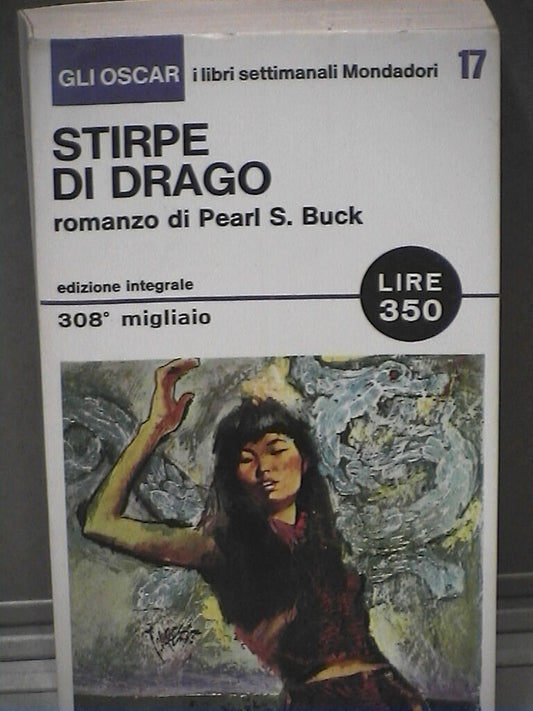 GLI OSCAR i libri settimanali Mondadori 17
STIRPE
DI DRAGO
romanzo di Pearl S. Buck
edizione integrale
LIRE
350
308° migliaio